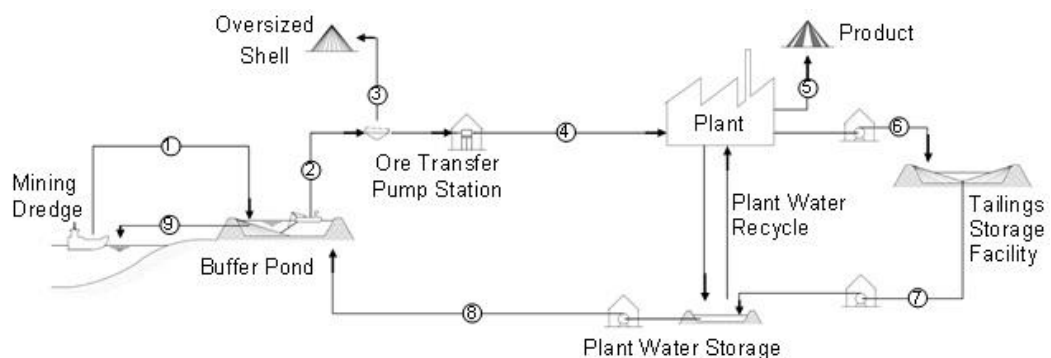 Oversized
Shell
Product
3
5
1
2
4
Plant
6
Mining
Dredge
Ore Transfer
Pump Station
9
Buffer Pond
Plant Water
Recycle
Tailings
Storage
Facility
8
7
Plant Water Storage